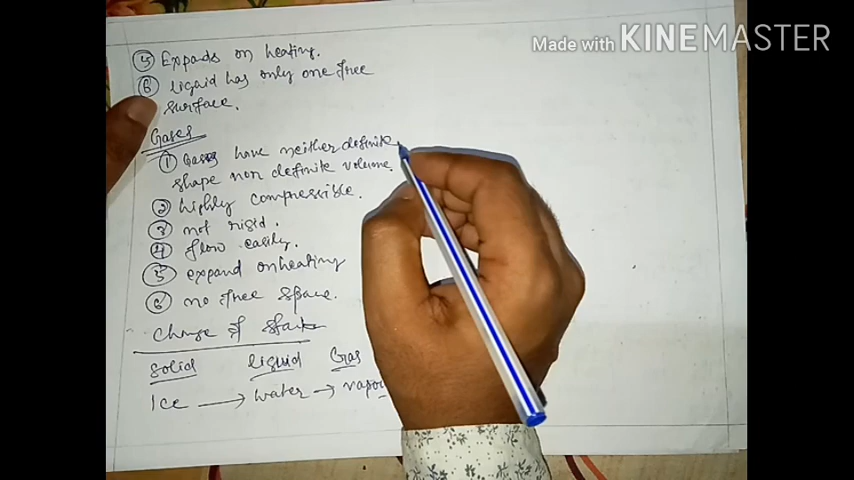 Made with KINEMASTER
⑤ Expands on heating.
⑥ liquid has only one free
surface.
Gases
① Gases have neither definite
shape nor definite volume.
② highly compressible.
③ not rigid.
④ flow easily.
⑤ expand on heating
⑥ no free space.
Change of state
solid liquid Gas
Ice → water → vapou